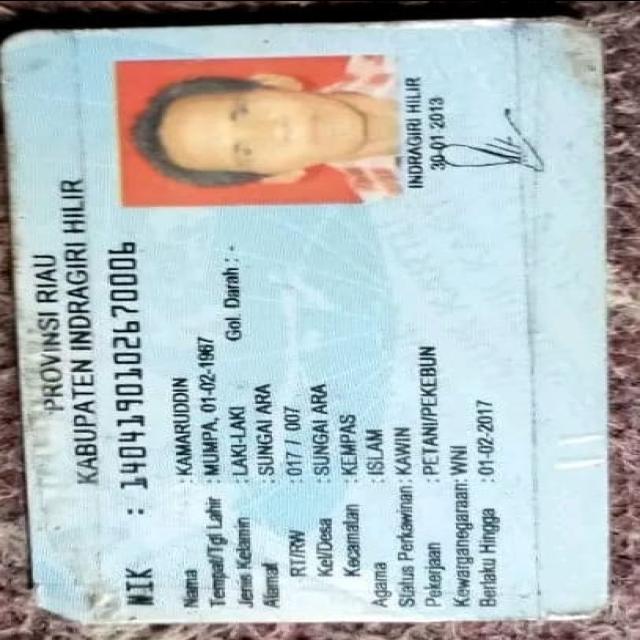 PROVINSI RIAU
KABUPATEN INDRAGIRI HILIR
NIK : 1404190102670006
Nama : KAMARUDDIN
Tempat/Tgl Lahir : MUMPA, 01-02-1967
Jenis Kelamin : LAKI-LAKI Gol. Darah : -
Alamat : SUNGAI ARA
RT/RW : 017 / 007
Kel/Desa : SUNGAI ARA
Kecamatan : KEMPAS
Agama : ISLAM
Status Perkawinan : KAWIN
Pekerjaan : PETANI/PEKEBUN
Kewarganegaraan: WNI
Berlaku Hingga : 01-02-2017
INDRAGIRI HILIR
30-01-2013